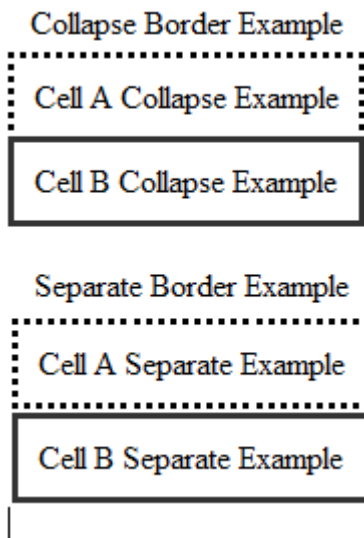 Collapse Border Example
Cell A Collapse Example
Cell B Collapse Example
Separate Border Example
Cell A Separate Example
Cell B Separate Example